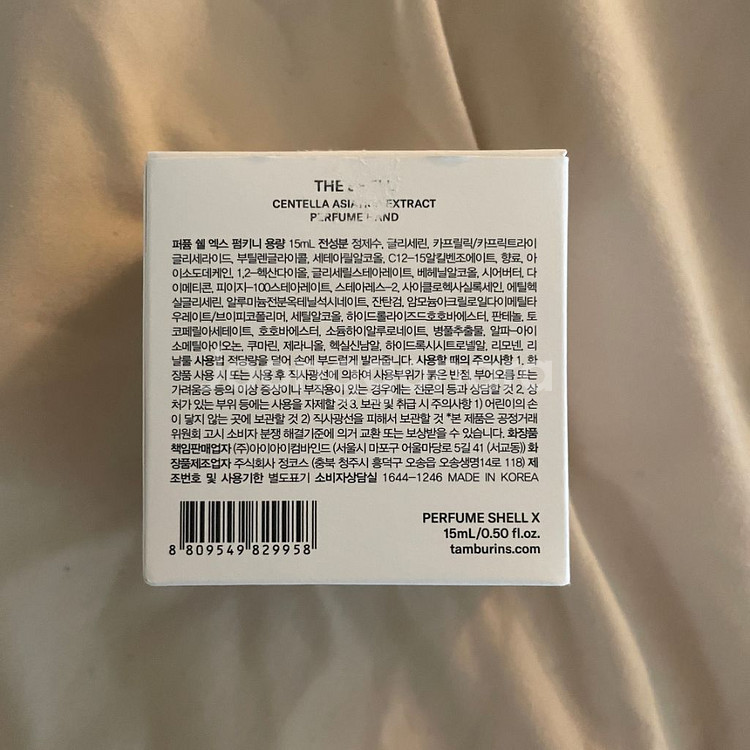 THE
CENTELLA EXTRACT
PERFUME HAND
퍼퓸 쉘 엑스 펌키니 용량 15mL 전성분 정제수, 글리세린, 카프릴릭/카프릭트라이
글리세라이드, 부틸렌글라이콜, 세테아릴알코올, C12-15알킬벤조에이트, 향료, 아
이소도데케인, 1,2-헥산다이올, 글리세릴스테아레이트, 베헤닐알코올, 시어버터, 다
이메티콘, 피이지-100스테아레이트, 스테아레스-2, 사이클로헥사실록세인, 에틸헥
실글리세린, 알루미늄전분옥테닐석시네이트, 잔탄검, 암모늄아크릴로일다이메틸타
우레이트/브이피코폴리머, 세틸알코올, 하이드롤라이즈드호호바에스터, 판테놀, 토
코페릴아세테이트, 호호바에스터, 소듐하이알루로네이트, 병풀추출물, 알파-아이
소메틸아이오논, 쿠마린, 제라니올, 헥실신남알, 하이드록시시트로넬알, 리모넨, 리
날룰 사용법 적당량을 덜어 손에 부드럽게 발라줍니다. 사용할 때의 주의사항 1. 화
장품 사용 시 또는 사용 후 직사광선에 의하여 사용부위가 붉은 반점, 부어오름 또는
가려움증 등의 이상 증상이나 부작용이 있는 경우에는 전문의 등과 상담할 것 2. 상
처가 있는 부위 등에는 사용을 자제할 것 3. 보관 및 취급 시 주의사항 1) 어린이의 손
이 닿지 않는 곳에 보관할 것 2) 직사광선을 피해서 보관할 것 *본 제품은 공정거래
위원회 고시 소비자 분쟁 해결기준에 의거 교환 또는 보상받을 수 있습니다. 화장품
책임판매업자 (주)아이아이컴바인드 (서울시 마포구 어울마당로 5길 41 (서교동)) 화
장품제조업자 주식회사 정코스 (충북 청주시 흥덕구 오송읍 오송생명14로 118) 제
조번호 및 사용기한 별도표기 소비자상담실 1644-1246 MADE IN KOREA
8 809549 829958
PERFUME SHELL X
15mL/0.50 fl.oz.
tamburins.com